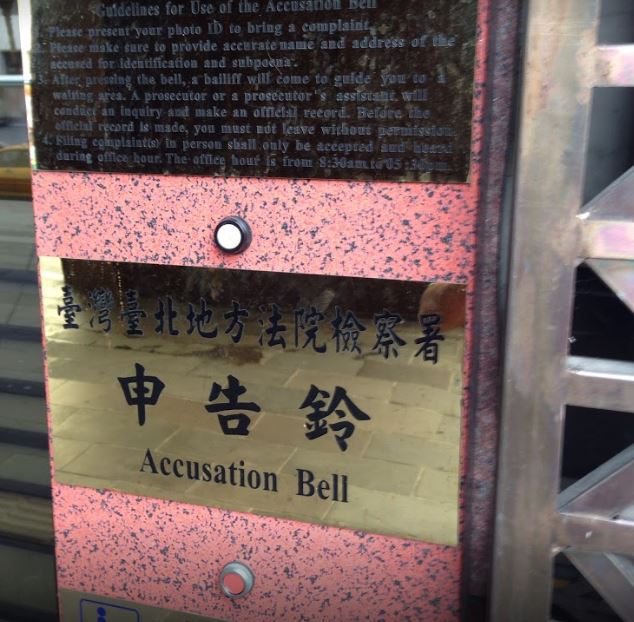 Guidelines for Use of the Accusation Bell
1. Please present your photo ID to bring a complaint.
2. Please make sure to provide accurate name and address of the
accused for identification and subpoena.
3. After pressing the bell, a bailiff will come to guide you to a
waiting area. A prosecutor or a prosecutor's assistant will
conduct an inquiry and make an official record. Before the
official record is made, you must not leave without permission.
4. Filing complaint(s) in person shall only be accepted and heard
during office hour. The office hour is from 8:30am to 05:30pm.
臺灣臺北地方法院檢察署
申告鈴
Accusation Bell